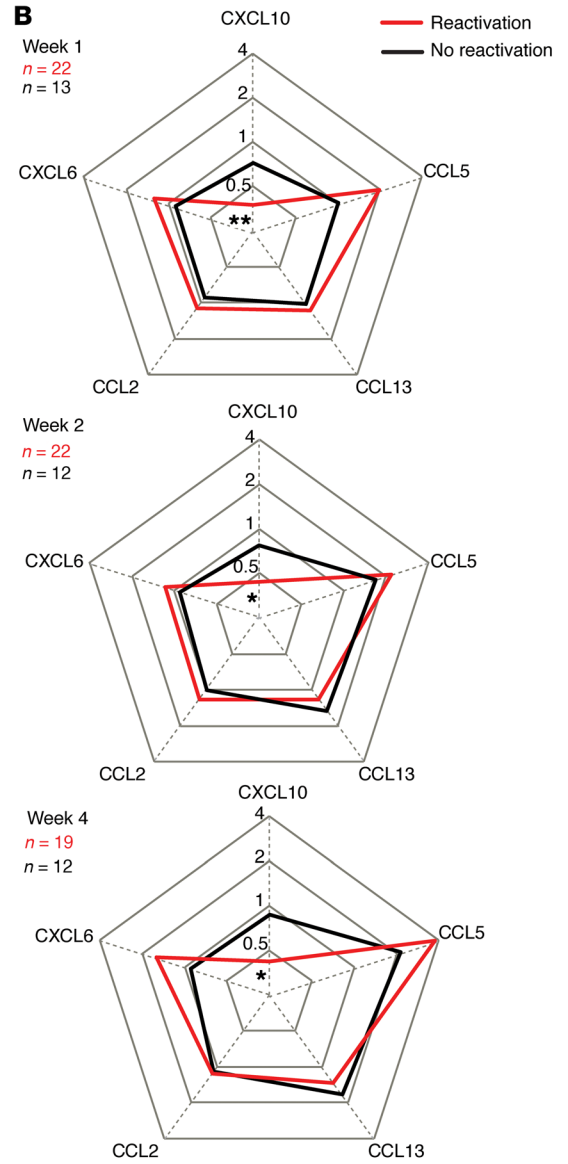 B
CXCL10
Reactivation
No reactivation
Week 1
n = 22
n = 13
4
2
1
0.5
**
CXCL6
CCL5
CCL2
CCL13
CXCL10
Week 2
n = 22
n = 12
4
2
1
0.5
*
CXCL6
CCL5
CCL2
CCL13
CXCL10
Week 4
n = 19
n = 12
4
2
1
0.5
*
CXCL6
CCL5
CCL2
CCL13